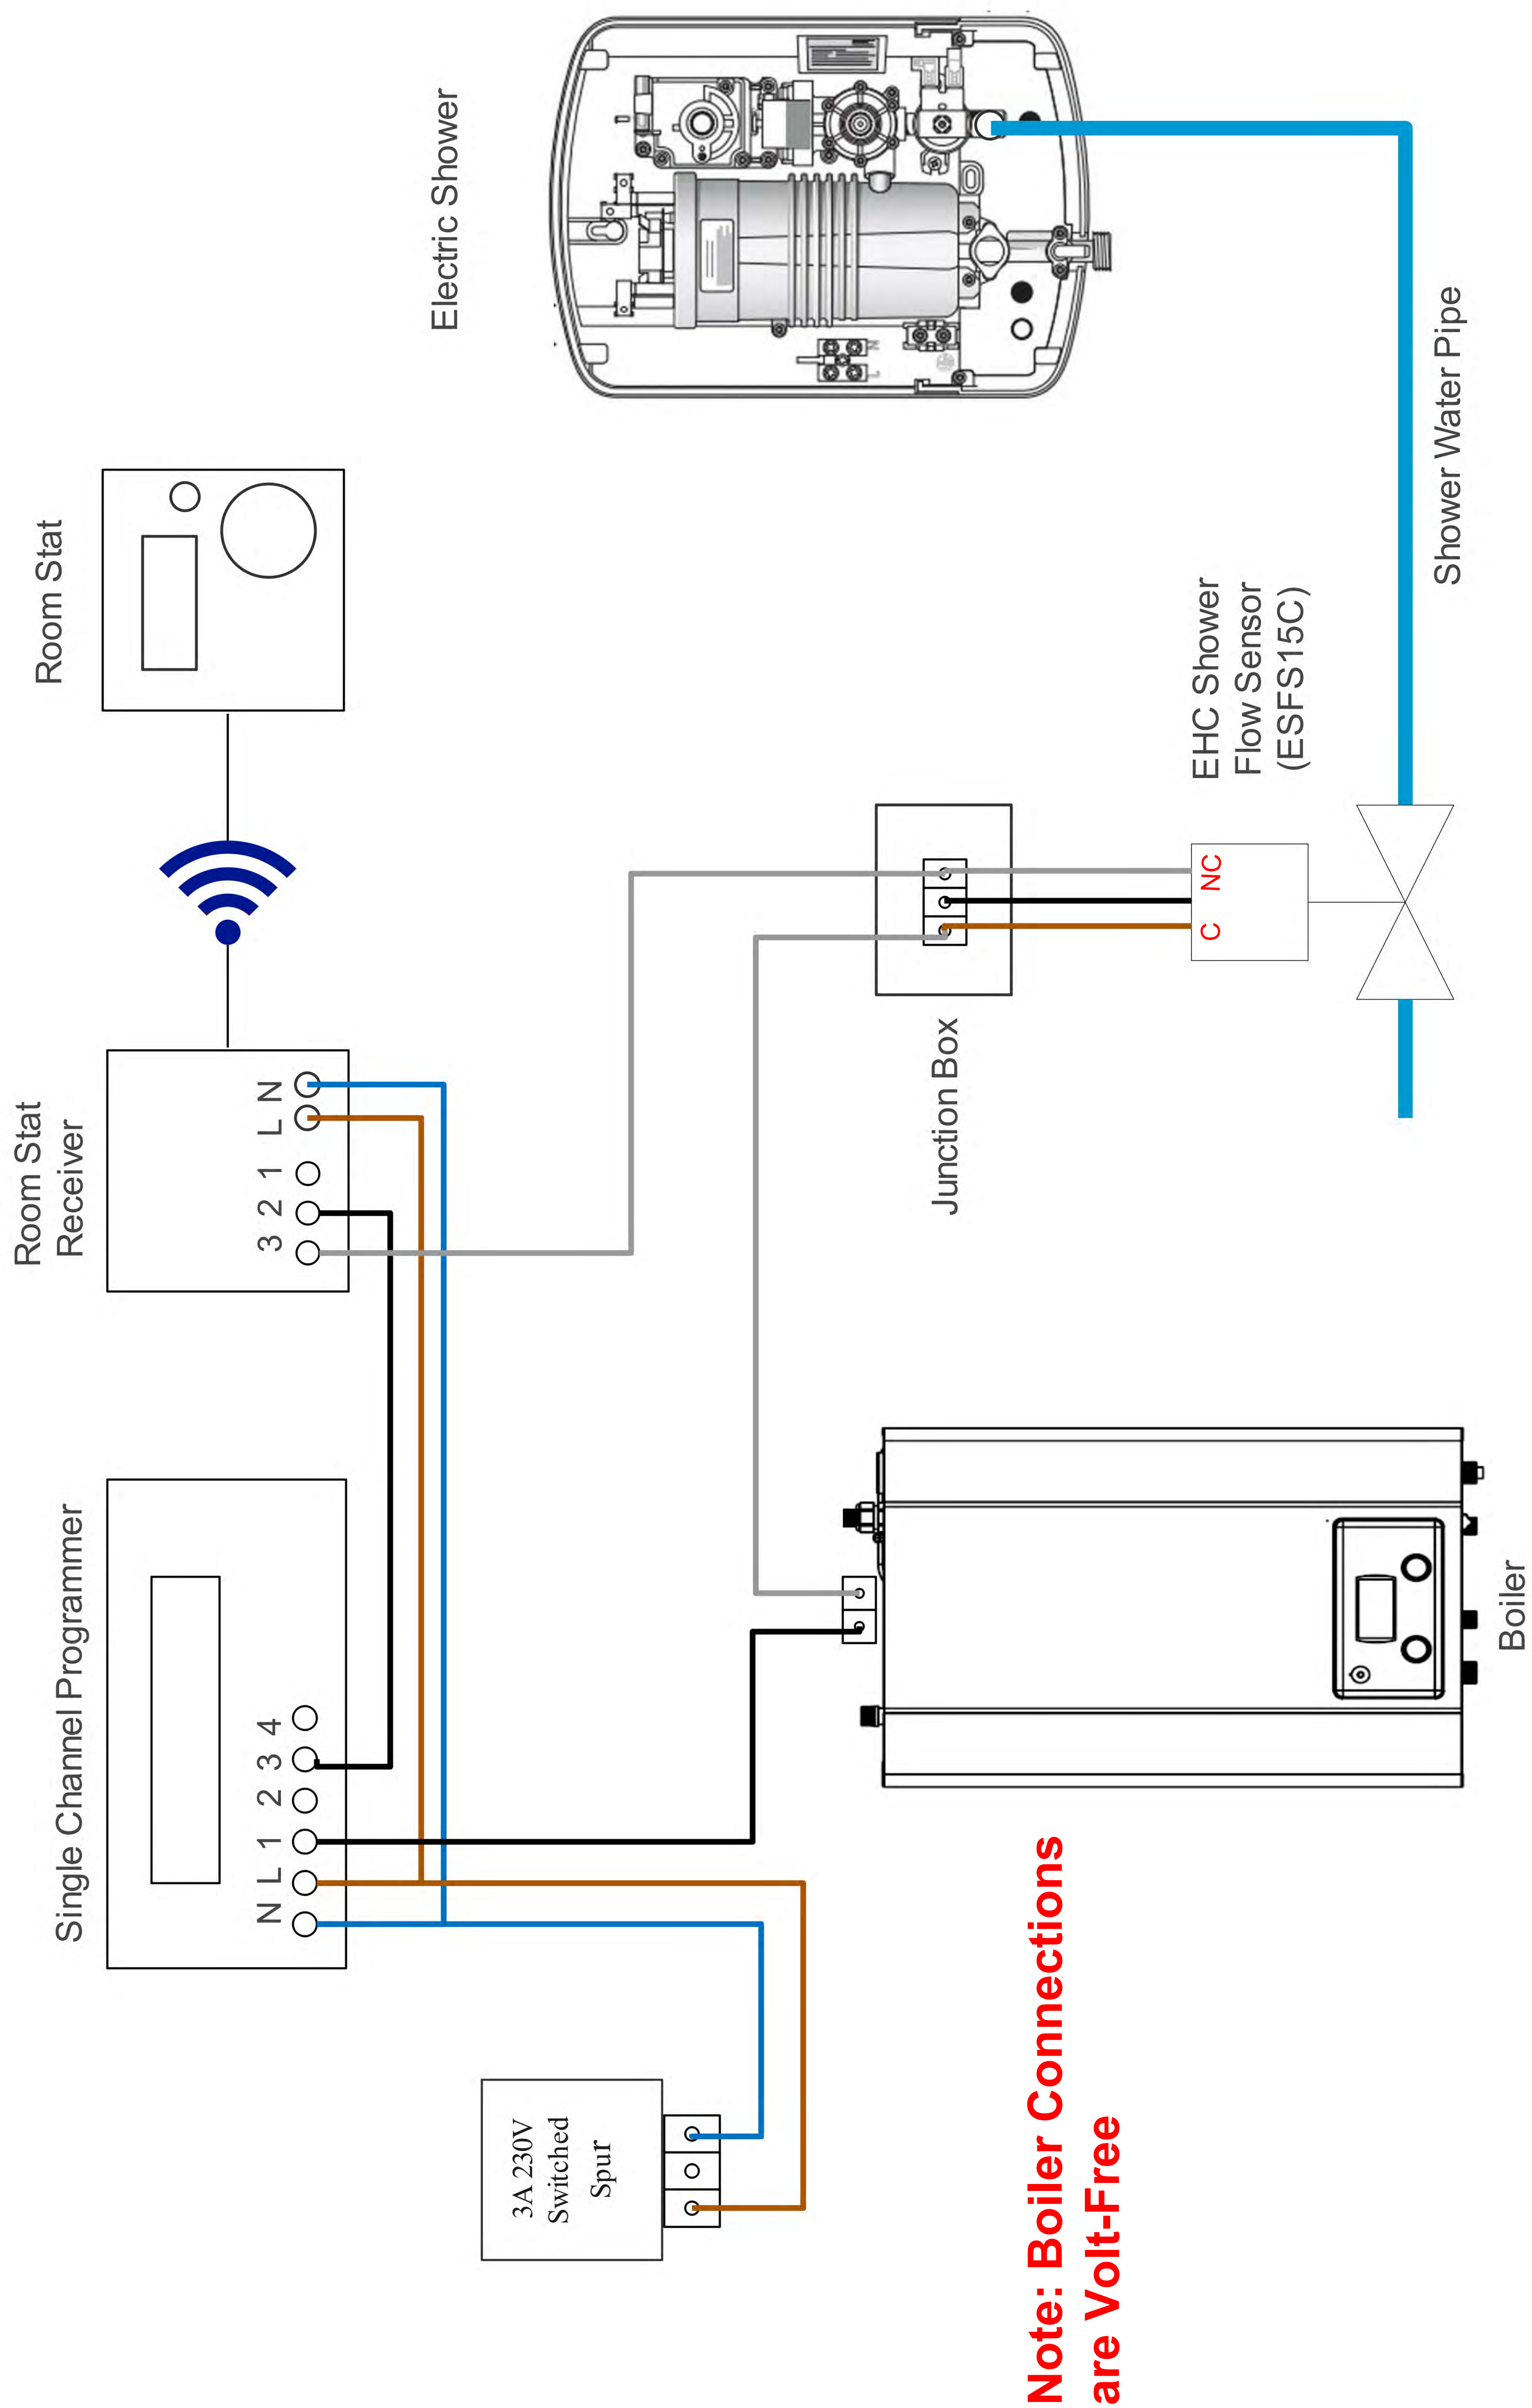 Single Channel Programmer
N L 1 2 3 4
Room Stat
Receiver
3 2 1 L N
Room Stat
Electric Shower
N
L
3A 230V
Switched
Spur
Junction Box
EHC Shower
Flow Sensor
(ESFS15C)
C NC
Shower Water Pipe
Boiler
Note: Boiler Connections
are Volt-Free